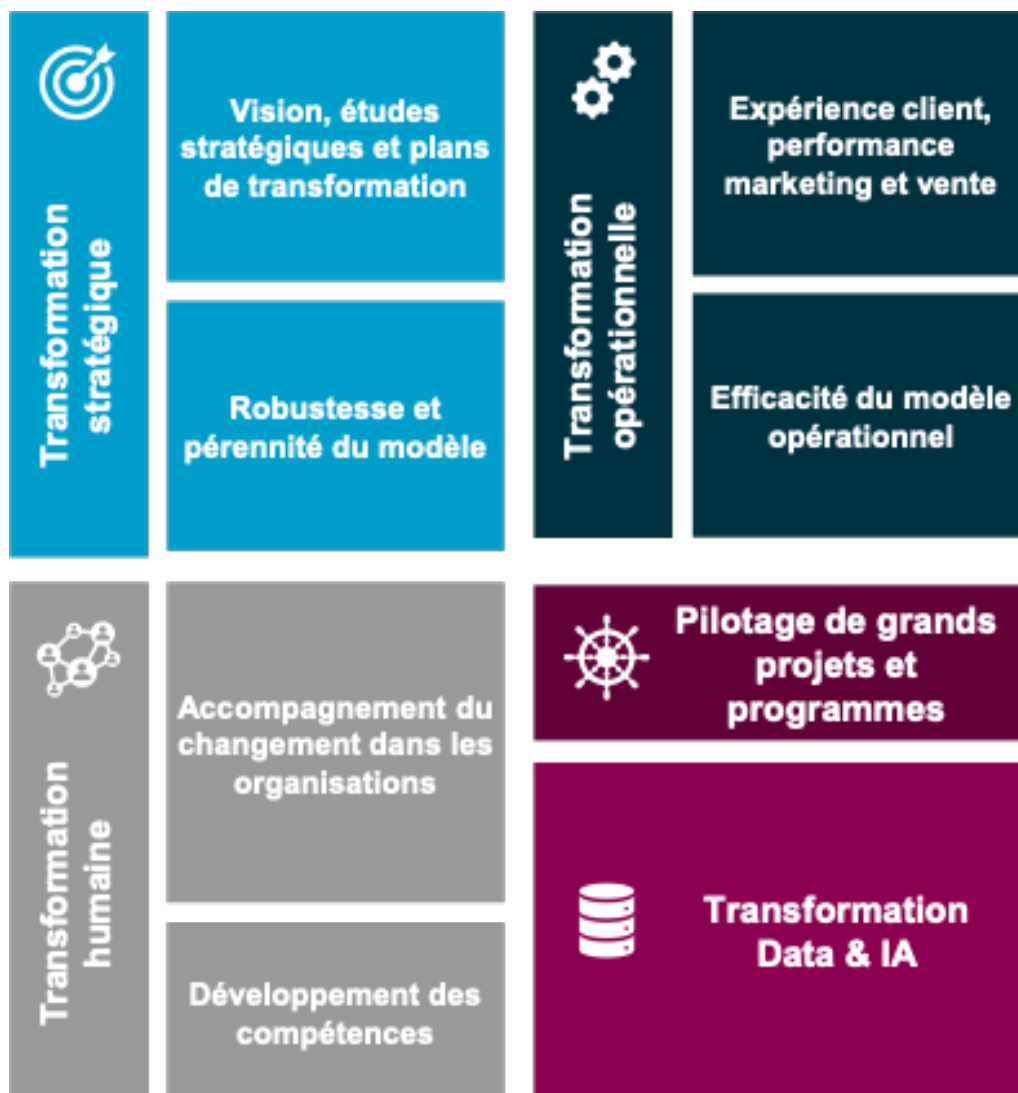 Transformation
stratégique
Vision, études
stratégiques et plans
de transformation
Robustesse et
pérennité du modèle
Transformation
opérationnelle
Expérience client,
performance
marketing et vente
Efficacité du modèle
opérationnel
Transformation
humaine
Accompagnement du
changement dans les
organisations
Développement des
compétences
Pilotage de grands
projets et
programmes
Transformation
Data & IA